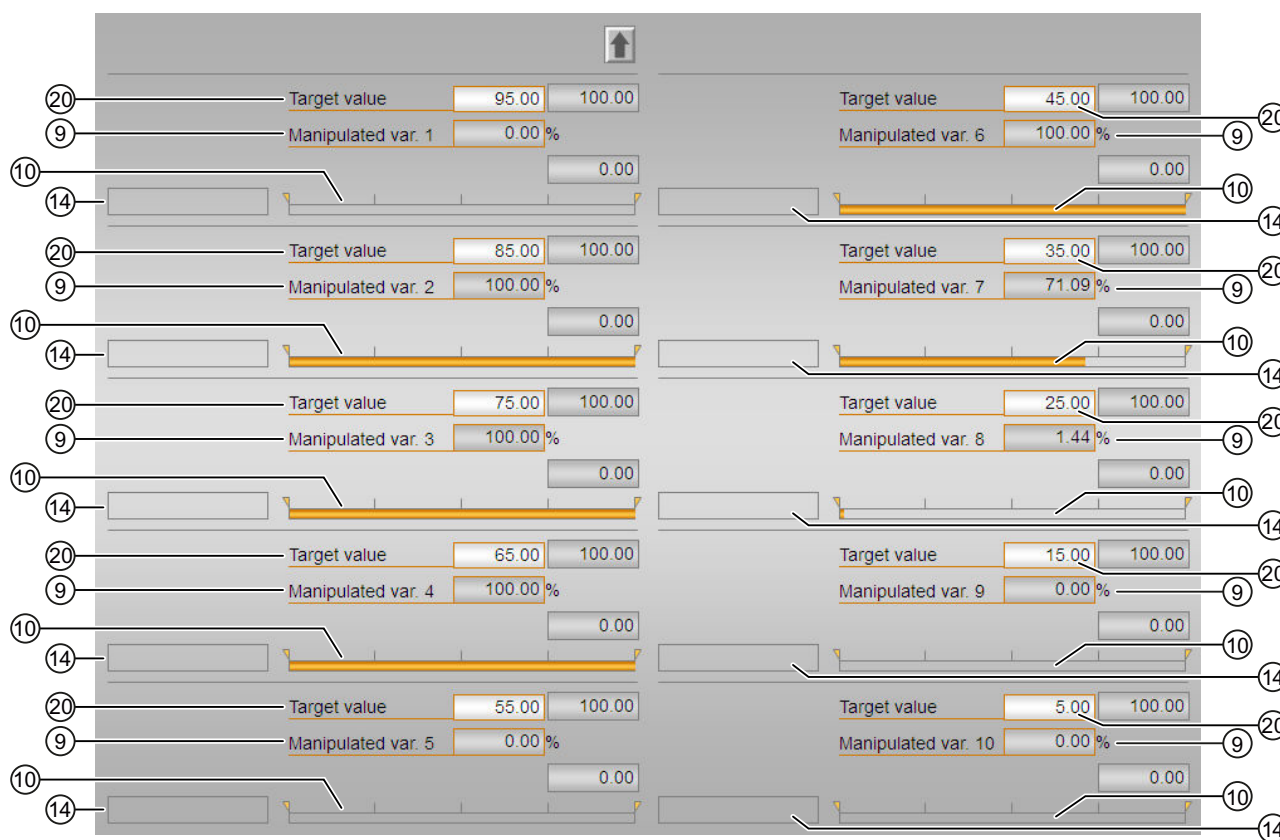 20 Target value 95.00 100.00 Target value 45.00 100.00 20
9 Manipulated var. 1 0.00 % Manipulated var. 6 100.00 % 9
10 0.00 0.00 10
14 14
20 Target value 85.00 100.00 Target value 35.00 100.00 20
9 Manipulated var. 2 100.00 % Manipulated var. 7 71.09 % 9
10 0.00 0.00 10
14 14
20 Target value 75.00 100.00 Target value 25.00 100.00 20
9 Manipulated var. 3 100.00 % Manipulated var. 8 1.44 % 9
10 0.00 0.00 10
14 14
20 Target value 65.00 100.00 Target value 15.00 100.00 20
9 Manipulated var. 4 100.00 % Manipulated var. 9 0.00 % 9
10 0.00 0.00 10
14 14
20 Target value 55.00 100.00 Target value 5.00 100.00 20
9 Manipulated var. 5 0.00 % Manipulated var. 10 0.00 % 9
10 0.00 0.00 10
14 14